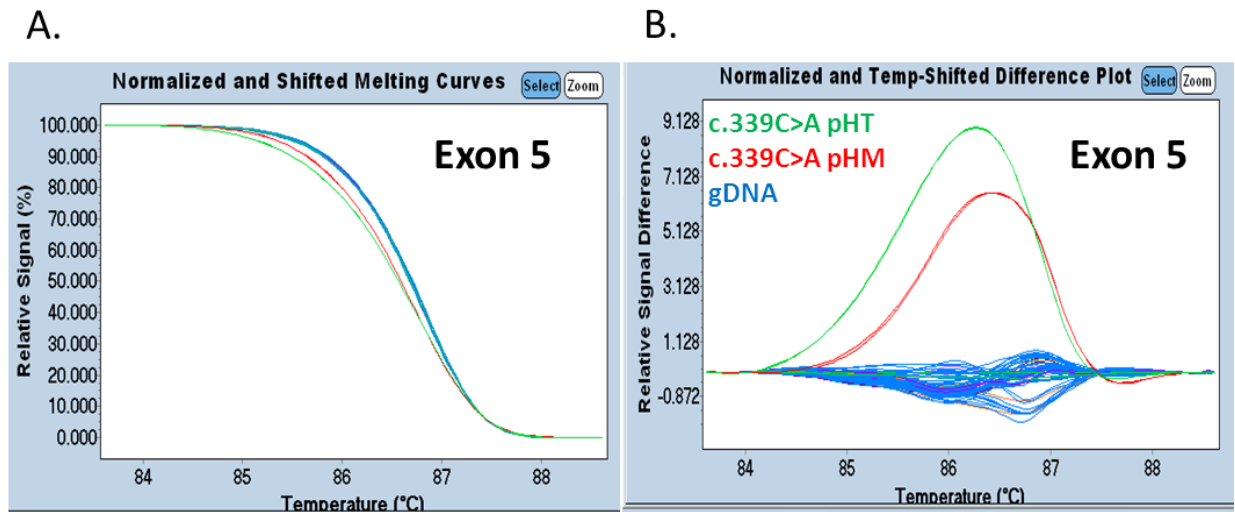 A.
Normalized and Shifted Melting Curves
Select
Zoom
Exon 5
Relative Signal (%)
100.000
90.000
80.000
70.000
60.000
50.000
40.000
30.000
20.000
10.000
0.000
84 85 86 87 88
Temperature (°C)
B.
Normalized and Temp-Shifted Difference Plot
Select
Zoom
c.339C>A pHT
c.339C>A pHM
gDNA
Exon 5
Relative Signal Difference
9.128
7.128
5.128
3.128
1.128
-0.872
84 85 86 87 88
Temperature (°C)